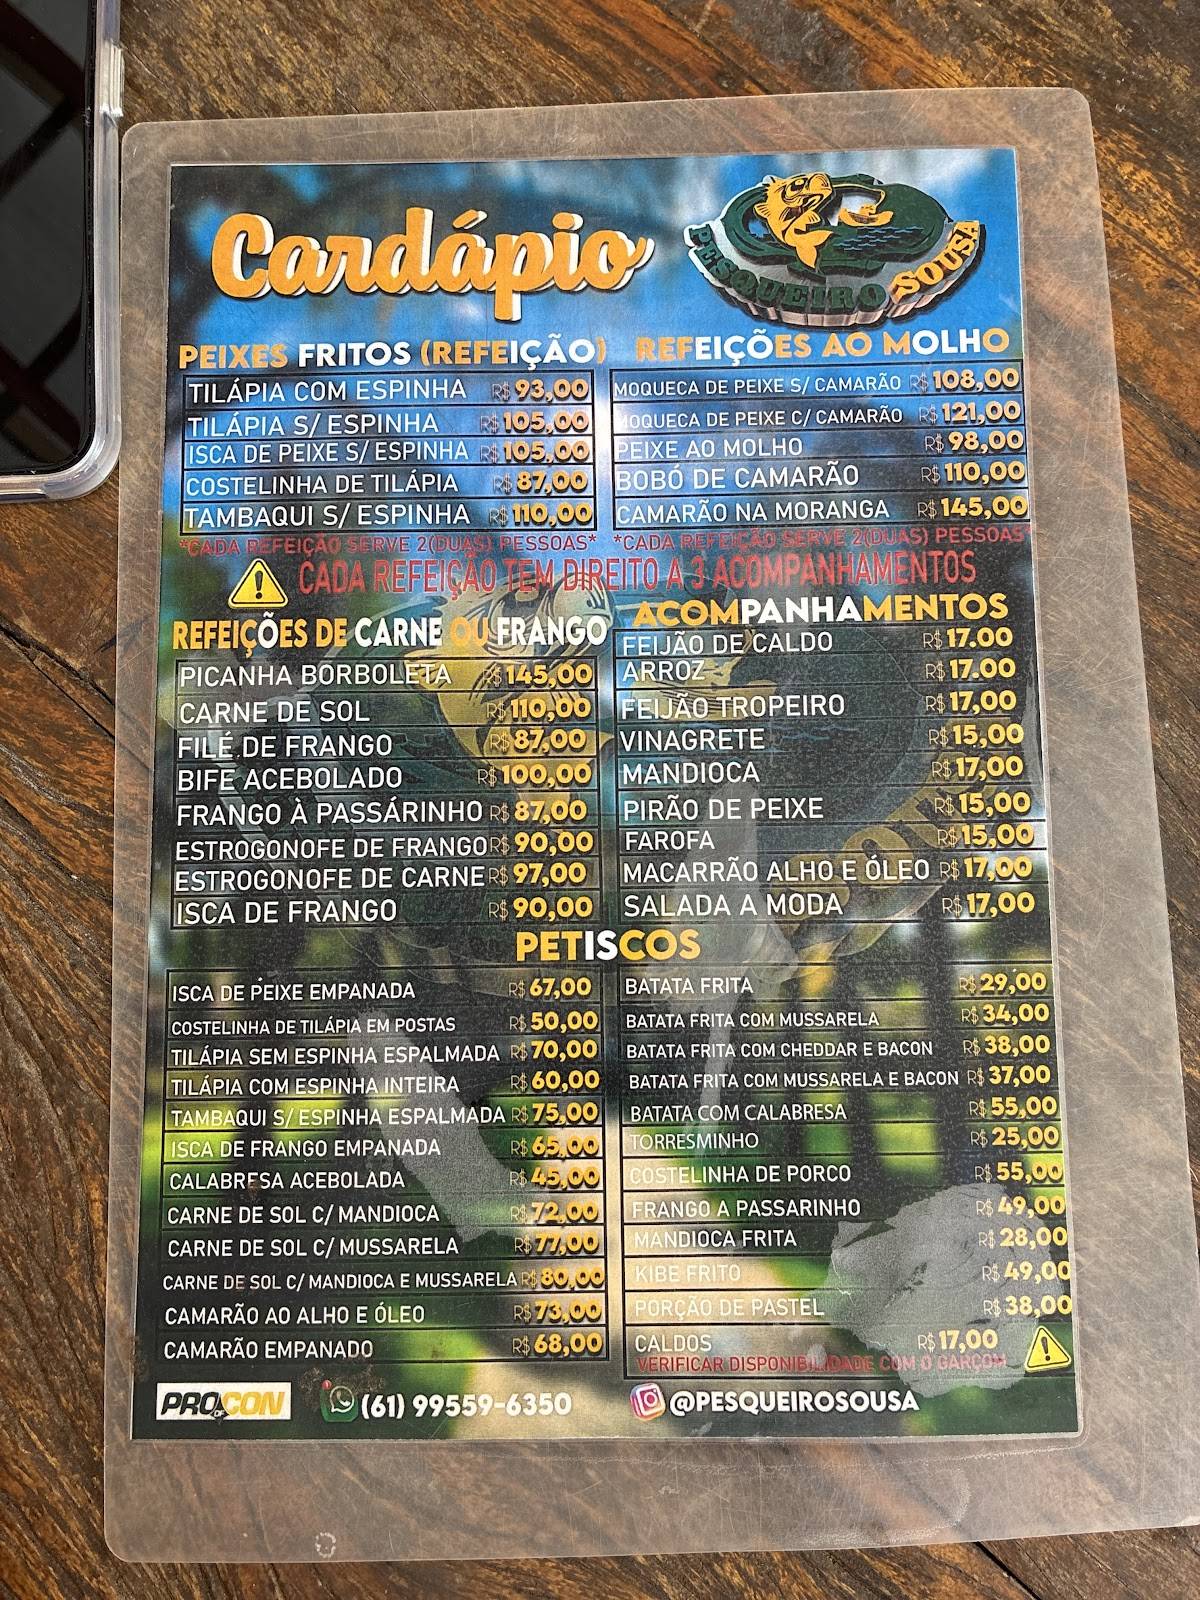 Cardápio
PESQUEIRO SOUSA
PEIXES FRITOS (REFEIÇÃO)
TILÁPIA COM ESPINHA R$ 93,00
TILÁPIA S/ ESPINHA R$ 105,00
ISCA DE PEIXE S/ ESPINHA R$ 105,00
COSTELINHA DE TILÁPIA R$ 87,00
TAMBAQUI S/ ESPINHA R$ 110,00
*CADA REFEIÇÃO SERVE 2(DUAS) PESSOAS*
REFEIÇÕES AO MOLHO
MOQUECA DE PEIXE S/ CAMARÃO R$ 108,00
MOQUECA DE PEIXE C/ CAMARÃO R$ 121,00
PEIXE AO MOLHO R$ 98,00
BOBÓ DE CAMARÃO R$ 110,00
CAMARÃO NA MORANGA R$ 145,00
*CADA REFEIÇÃO SERVE 2(DUAS) PESSOAS*
CADA REFEIÇÃO TEM DIREITO A 3 ACOMPANHAMENTOS
REFEIÇÕES DE CARNE OU FRANGO
PICANHA BORBOLETA R$ 145,00
CARNE DE SOL R$ 110,00
FILÉ DE FRANGO R$ 87,00
BIFE ACEBOLADO R$ 100,00
FRANGO À PASSÁRINHO R$ 87,00
ESTROGONOFE DE FRANGO R$ 90,00
ESTROGONOFE DE CARNE R$ 97,00
ISCA DE FRANGO R$ 90,00
ACOMPANHAMENTOS
FEIJÃO DE CALDO R$ 17.00
ARROZ R$ 17.00
FEIJÃO TROPEIRO R$ 17,00
VINAGRETE R$ 15,00
MANDIOCA R$ 17,00
PIRÃO DE PEIXE R$ 15,00
FAROFA R$ 15,00
MACARRÃO ALHO E ÓLEO R$ 17,00
SALADA A MODA R$ 17,00
PETISCOS
ISCA DE PEIXE EMPANADA R$ 67,00
COSTELINHA DE TILÁPIA EM POSTAS R$ 50,00
TILÁPIA SEM ESPINHA ESPALMADA R$ 70,00
TILÁPIA COM ESPINHA INTEIRA R$ 60,00
TAMBAQUI S/ ESPINHA ESPALMADA R$ 75,00
ISCA DE FRANGO EMPANADA R$ 65,00
CALABRESA ACEBOLADA R$ 45,00
CARNE DE SOL C/ MANDIOCA R$ 72,00
CARNE DE SOL C/ MUSSARELA R$ 77,00
CARNE DE SOL C/ MANDIOCA E MUSSARELA R$ 80,00
CAMARÃO AO ALHO E ÓLEO R$ 73,00
CAMARÃO EMPANADO R$ 68,00
BATATA FRITA R$ 29,00
BATATA FRITA COM MUSSARELA R$ 34,00
BATATA FRITA COM CHEDDAR E BACON R$ 38,00
BATATA FRITA COM MUSSARELA E BACON R$ 37,00
BATATA COM CALABRESA R$ 55,00
TORRESMINHO R$ 25,00
COSTELINHA DE PORCO R$ 55,00
FRANGO A PASSARINHO R$ 49,00
MANDIOCA FRITA R$ 28,00
KIBE FRITO R$ 49,00
PORÇÃO DE PASTEL R$ 38,00
CALDOS R$ 17,00
VERIFICAR DISPONIBILIDADE COM O GARÇOM
PROCON DF
(61) 99559-6350
@PESQUEIROSOUSA